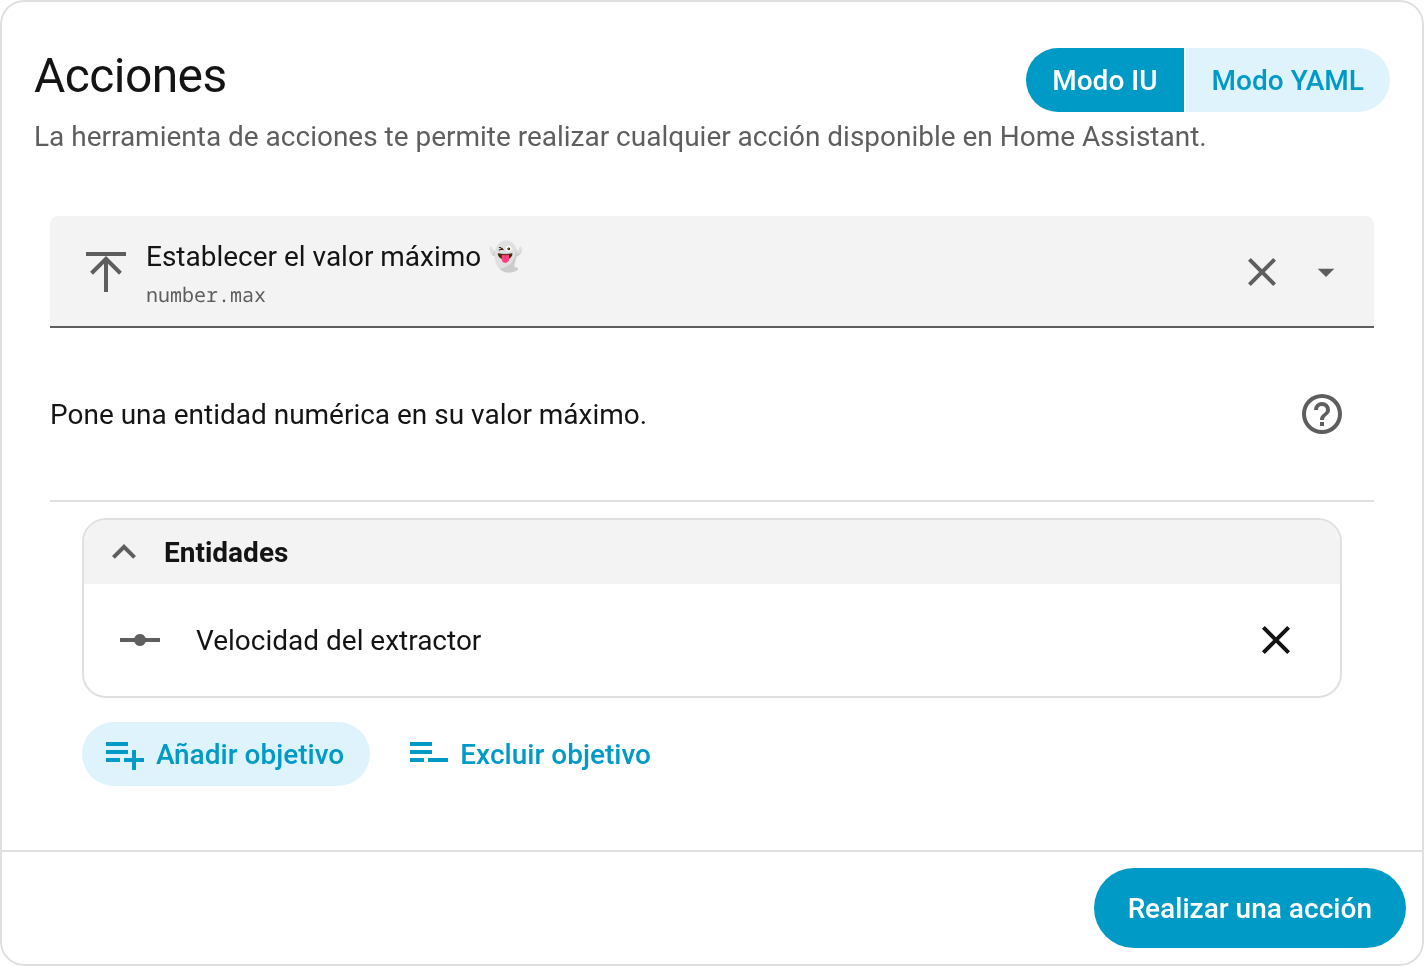 Acciones
Modo IU
Modo YAML
La herramienta de acciones te permite realizar cualquier acción disponible en Home Assistant.
Establecer el valor máximo 👻
number.max
Pone una entidad numérica en su valor máximo.
Entidades
Velocidad del extractor
Añadir objetivo
Excluir objetivo
Realizar una acción